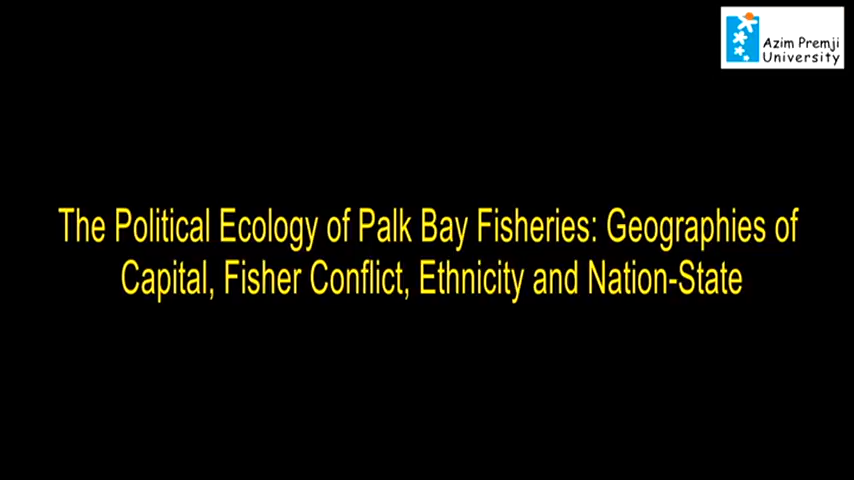 Azim Premji
University
The Political Ecology of Palk Bay Fisheries: Geographies of
Capital, Fisher Conflict, Ethnicity and Nation-State